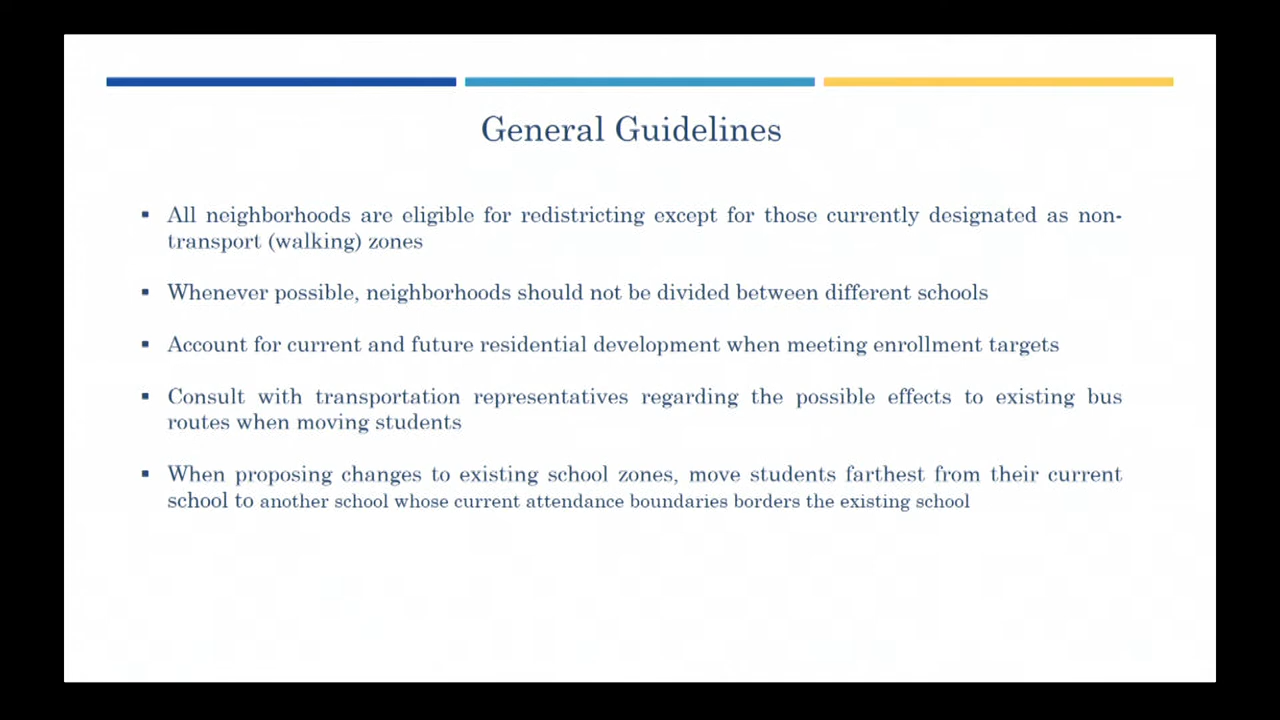 General Guidelines
▪ All neighborhoods are eligible for redistricting except for those currently designated as non-
transport (walking) zones
▪ Whenever possible, neighborhoods should not be divided between different schools
▪ Account for current and future residential development when meeting enrollment targets
▪ Consult with transportation representatives regarding the possible effects to existing bus
routes when moving students
▪ When proposing changes to existing school zones, move students farthest from their current
school to another school whose current attendance boundaries borders the existing school